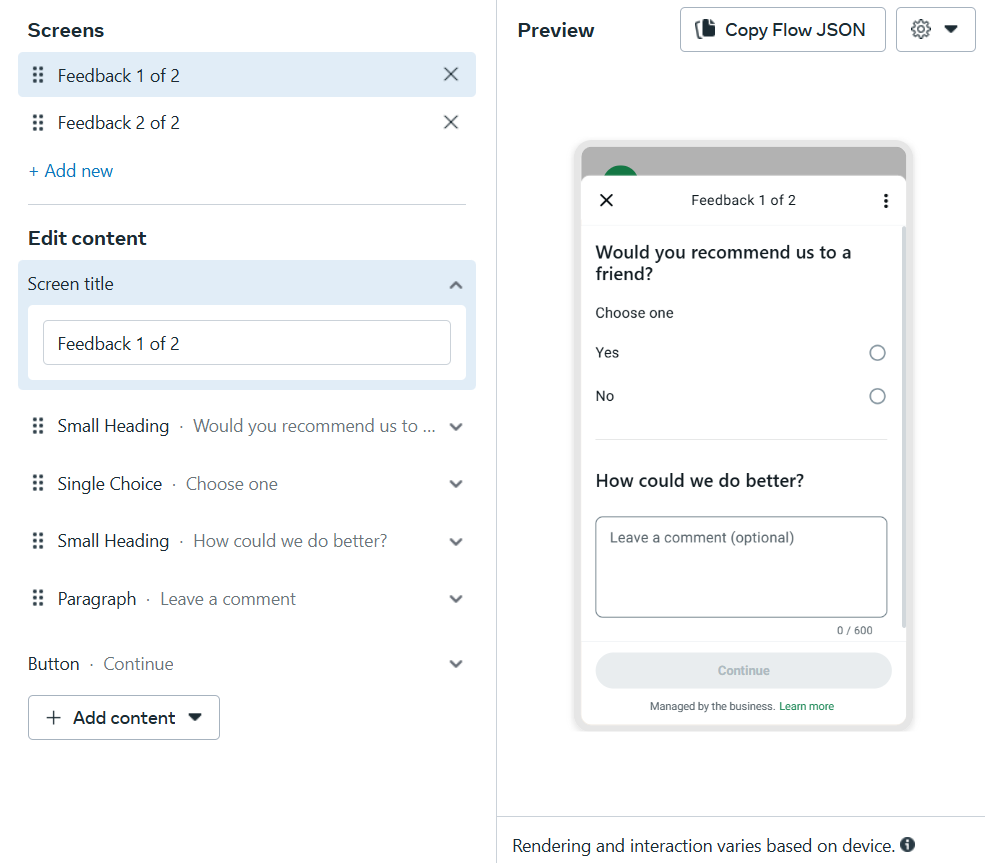 Screens
Feedback 1 of 2
Feedback 2 of 2
+ Add new
Edit content
Screen title
Feedback 1 of 2
Small Heading · Would you recommend us to ...
Single Choice · Choose one
Small Heading · How could we do better?
Paragraph · Leave a comment
Button · Continue
+ Add content
Preview
Copy Flow JSON
Feedback 1 of 2
Would you recommend us to a
friend?
Choose one
Yes
No
How could we do better?
Leave a comment (optional)
0 / 600
Continue
Managed by the business. Learn more
Rendering and interaction varies based on device.